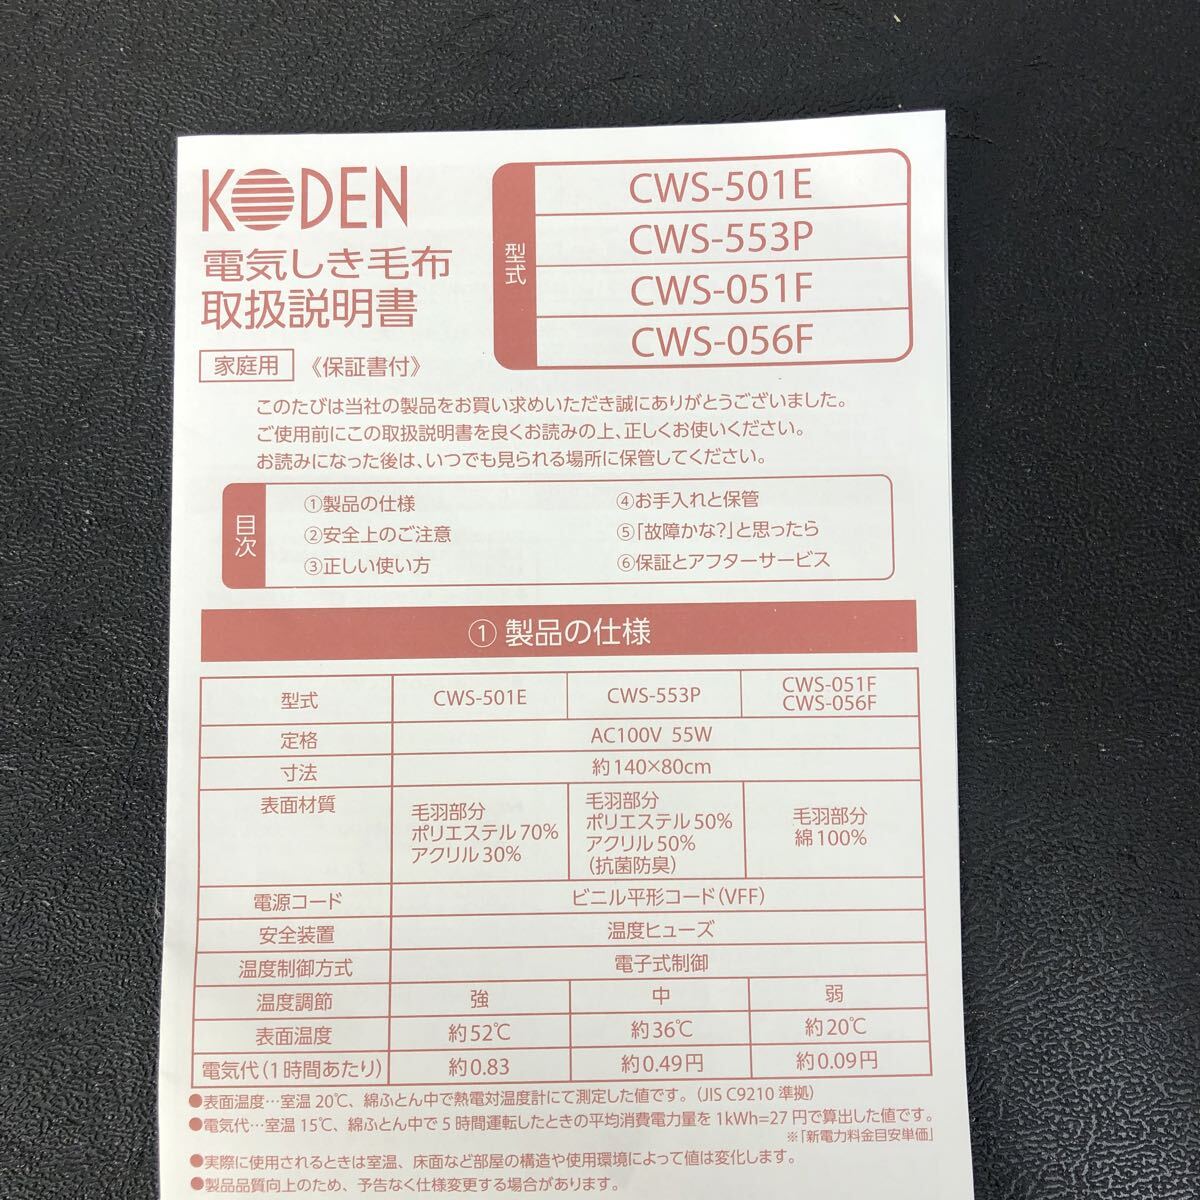 KODEN
電気しき毛布
取扱説明書
家庭用 《保証書付》
型式
CWS-501E
CWS-553P
CWS-051F
CWS-056F
このたびは当社の製品をお買い求めいただき誠にありがとうございました。
ご使用前にこの取扱説明書を良くお読みの上、正しくお使いください。
お読みになった後は、いつでも見られる場所に保管してください。
目次
①製品の仕様
②安全上のご注意
③正しい使い方
④お手入れと保管
⑤「故障かな?」と思ったら
⑥保証とアフターサービス
① 製品の仕様
型式 CWS-501E CWS-553P CWS-051F
CWS-056F
定格 AC100V 55W
寸法 約140×80cm
表面材質
毛羽部分
ポリエステル70%
アクリル30%
毛羽部分
ポリエステル50%
アクリル50%
(抗菌防臭)
毛羽部分
綿100%
電源コード ビニル平形コード(VFF)
安全装置 温度ヒューズ
温度制御方式 電子式制御
温度調節 強 中 弱
表面温度 約52℃ 約36℃ 約20℃
電気代(1時間あたり) 約0.83 約0.49円 約0.09円
●表面温度…室温20℃、綿ふとん中で熱電対温度計にて測定した値です。(JIS C9210 準拠)
●電気代…室温15℃、綿ふとん中で5時間運転したときの平均消費電力量を1kWh=27円で算出した値です。
※「新電力料金目安単価」
●実際に使用されるときは室温、床面など部屋の構造や使用環境によって値は変化します。
●製品品質向上のため、予告なく仕様変更する場合があります。